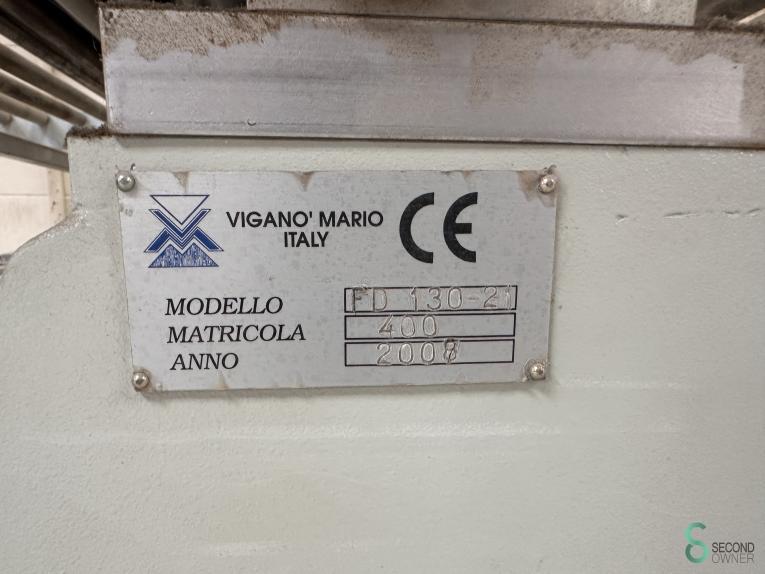 VIGANO' MARIO
ITALY
CE
MODELLO FD 130-21
MATRICOLA 400
ANNO 2008
SECOND
OWNER